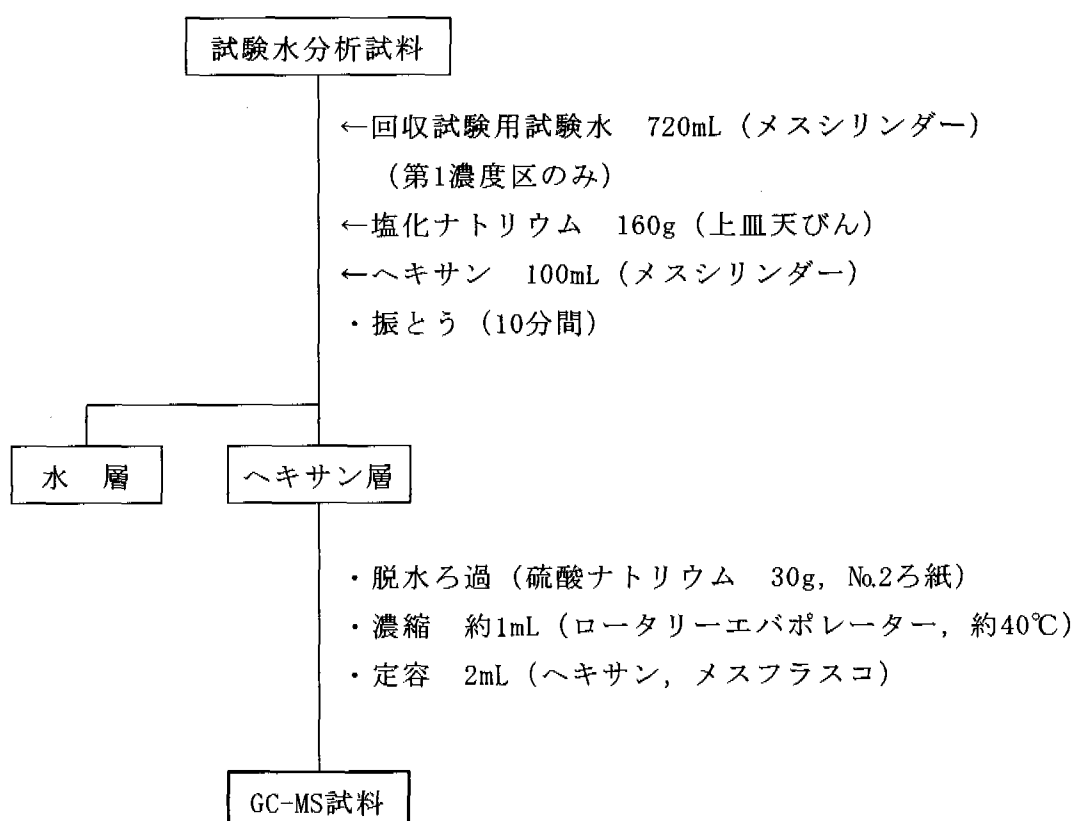 試験水分析試料
←回収試験用試験水 720mL(メスシリンダー)
(第1濃度区のみ)
←塩化ナトリウム 160g(上皿天びん)
←ヘキサン 100mL(メスシリンダー)
・振とう(10分間)
水 層
ヘキサン層
・脱水ろ過(硫酸ナトリウム 30g, №2ろ紙)
・濃縮 約1mL(ロータリーエバポレーター, 約40℃)
・定容 2mL(ヘキサン, メスフラスコ)
GC-MS試料